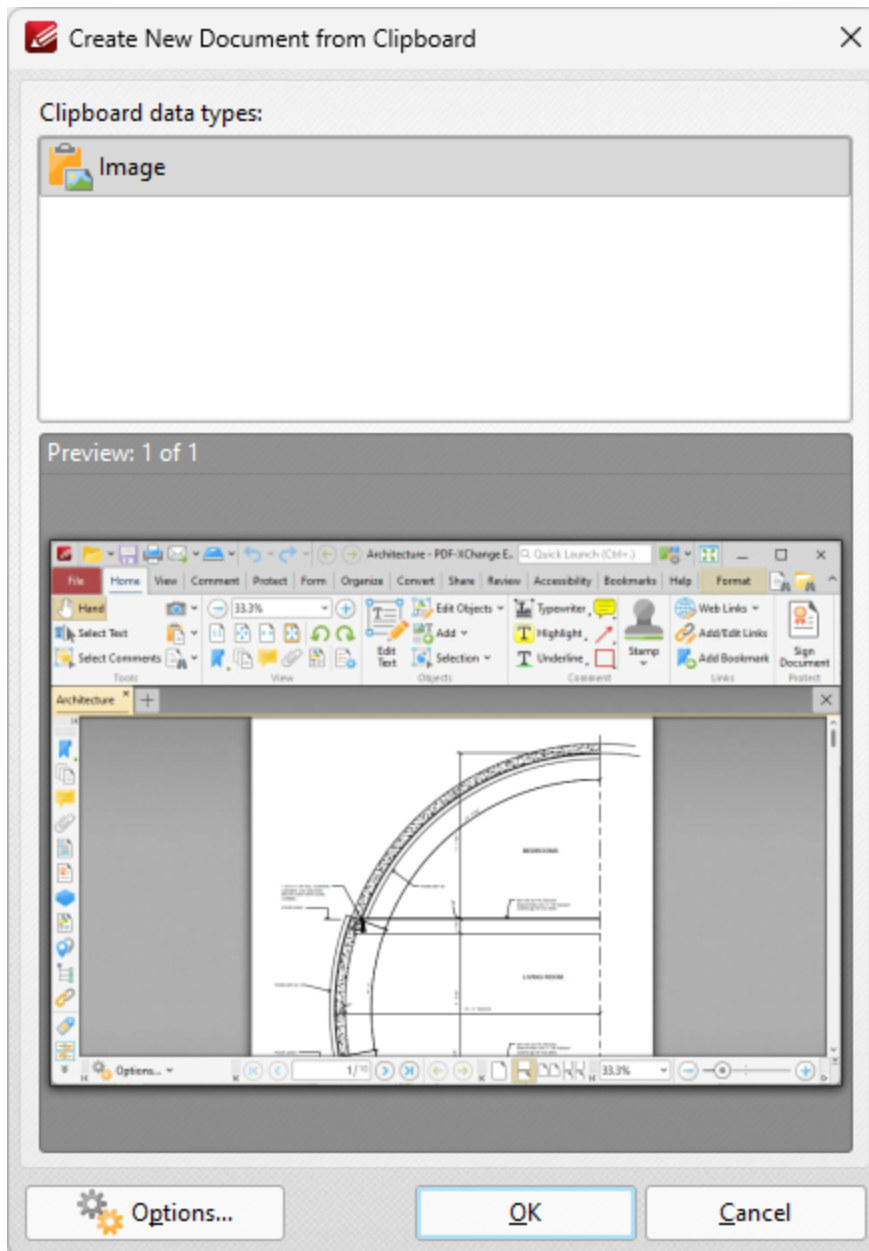 Create New Document from Clipboard
Clipboard data types:
Image
Preview: 1 of 1
Architecture - PDF-XChange E.. Quick Launch (Ctrl+.)
File Home View Comment Protect Form Organize Convert Share Review Accessibility Bookmarks Help Format
Hand 33.3% Edit Objects Typewriter Web Links
Select Text Add Highlight Add/Edit Links
Select Comments Edit Text Selection Underline Stamp Add Bookmark Sign Document
Tools View Objects Comment Links Protect
Architecture
BEDROOMS
LIVING ROOM
Options... 1/ 33.3%
Options... OK Cancel